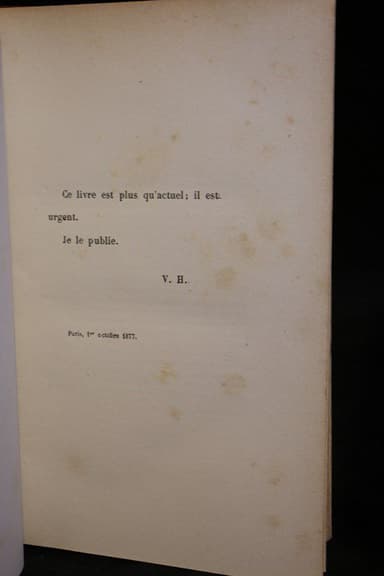 Ce livre est plus qu'actuel; il est
urgent.
Je le publie.
V. H.
Paris, 1er octobre 1877.